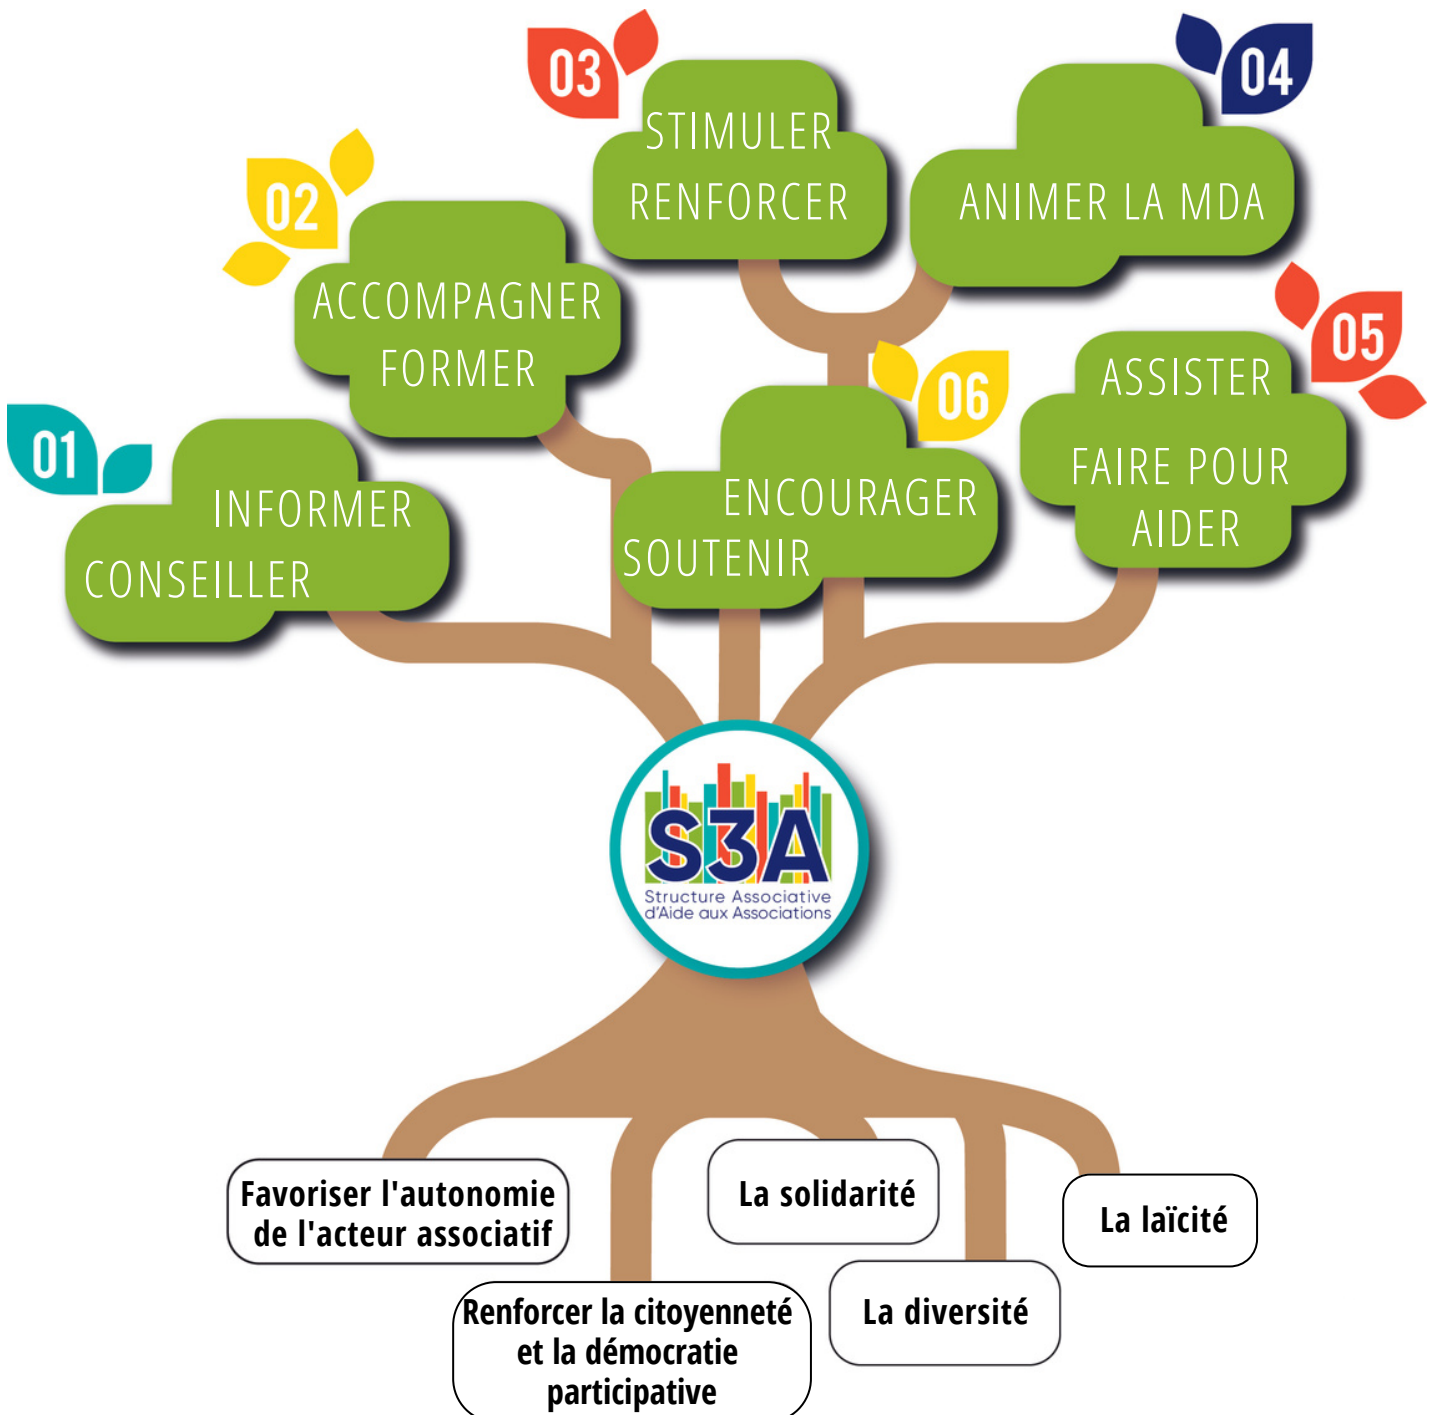 01
INFORMER
CONSEILLER
02
ACCOMPAGNER
FORMER
03
STIMULER
RENFORCER
04
ANIMER LA MDA
05
ASSISTER
FAIRE POUR
AIDER
06
ENCOURAGER
SOUTENIR
S3A
Structure Associative
d'Aide aux Associations
Favoriser l'autonomie
de l'acteur associatif
Renforcer la citoyenneté
et la démocratie
participative
La solidarité
La diversité
La laïcité